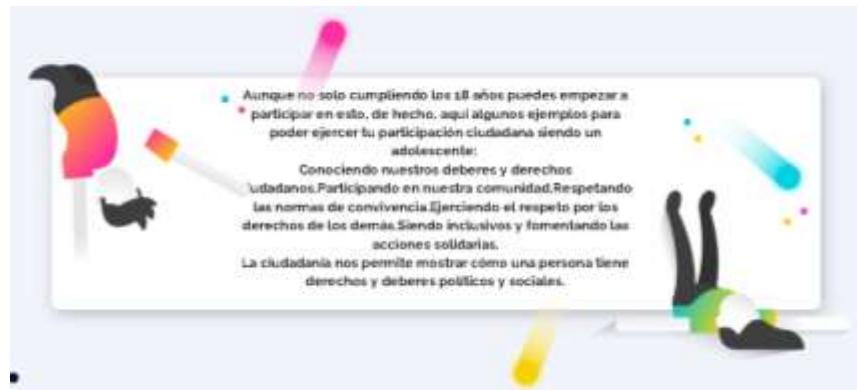 Aunque no solo cumpliendo los 18 años puedes empezar a
participar en esto, de hecho, aquí algunos ejemplos para
poder ejercer tu participación ciudadana siendo un
adolescente:
Conociendo nuestros deberes y derechos
iudadanos.Participando en nuestra comunidad.Respetando
las normas de convivencia.Ejerciendo el respeto por los
derechos de los demás.Siendo inclusivos y fomentando las
acciones solidarias.
La ciudadanía nos permite mostrar cómo una persona tiene
derechos y deberes políticos y sociales.